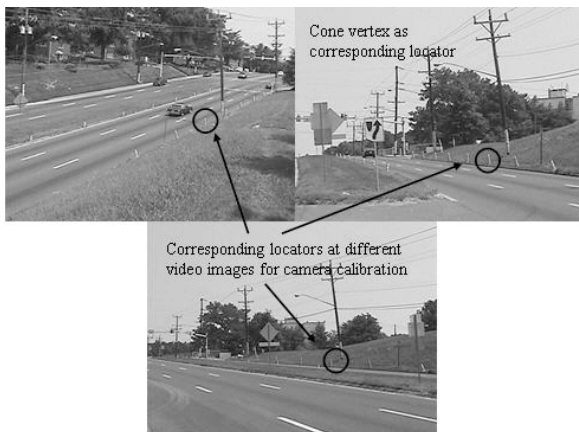 Cone vertex as
corresponding locator
Corresponding locators at different
video images for camera calibration